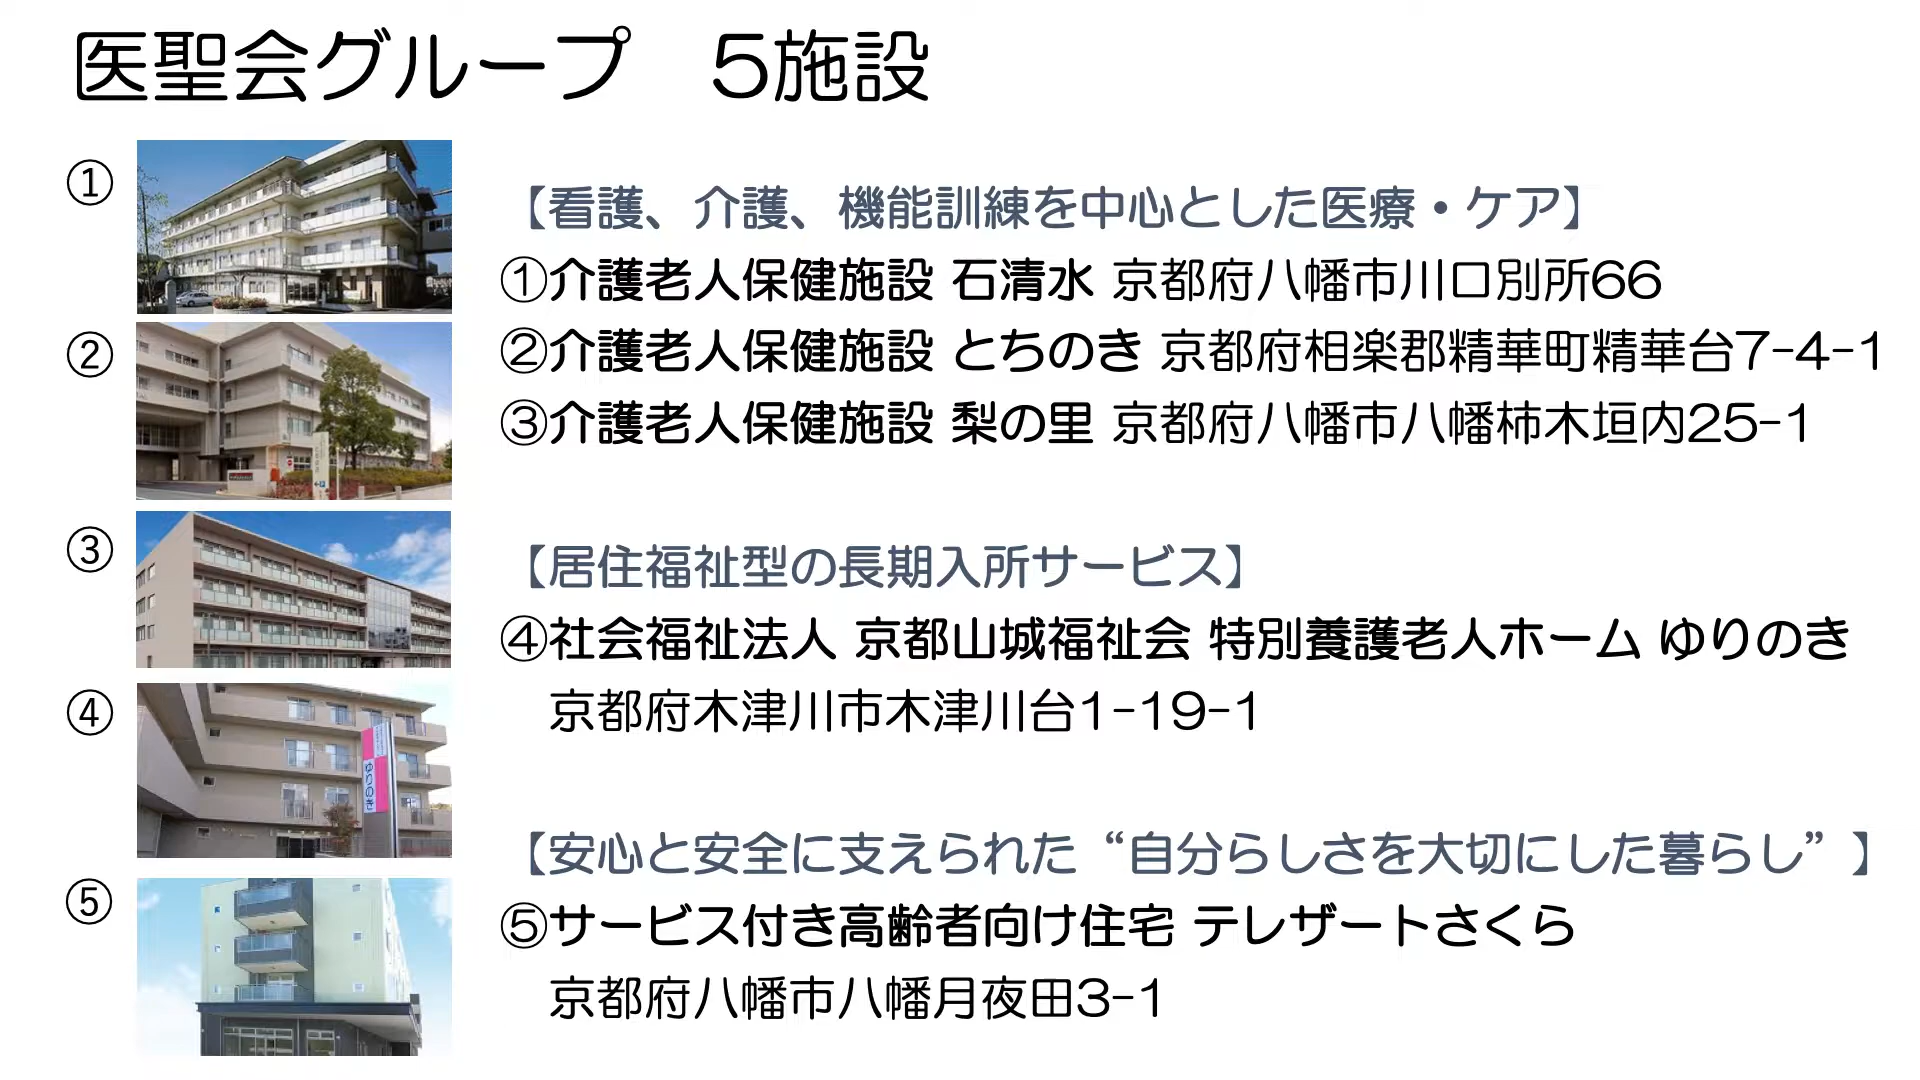 医聖会グループ　5施設
①
②
③
④
⑤
【看護、介護、機能訓練を中心とした医療・ケア】
①介護老人保健施設 石清水 京都府八幡市川口別所66
②介護老人保健施設 とちのき 京都府相楽郡精華町精華台7-4-1
③介護老人保健施設 梨の里 京都府八幡市八幡柿木垣内25-1
【居住福祉型の長期入所サービス】
④社会福祉法人 京都山城福祉会 特別養護老人ホーム ゆりのき
京都府木津川市木津川台1-19-1
【安心と安全に支えられた“自分らしさを大切にした暮らし”】
⑤サービス付き高齢者向け住宅 テレザートさくら
京都府八幡市八幡月夜田3-1
ゆりのき